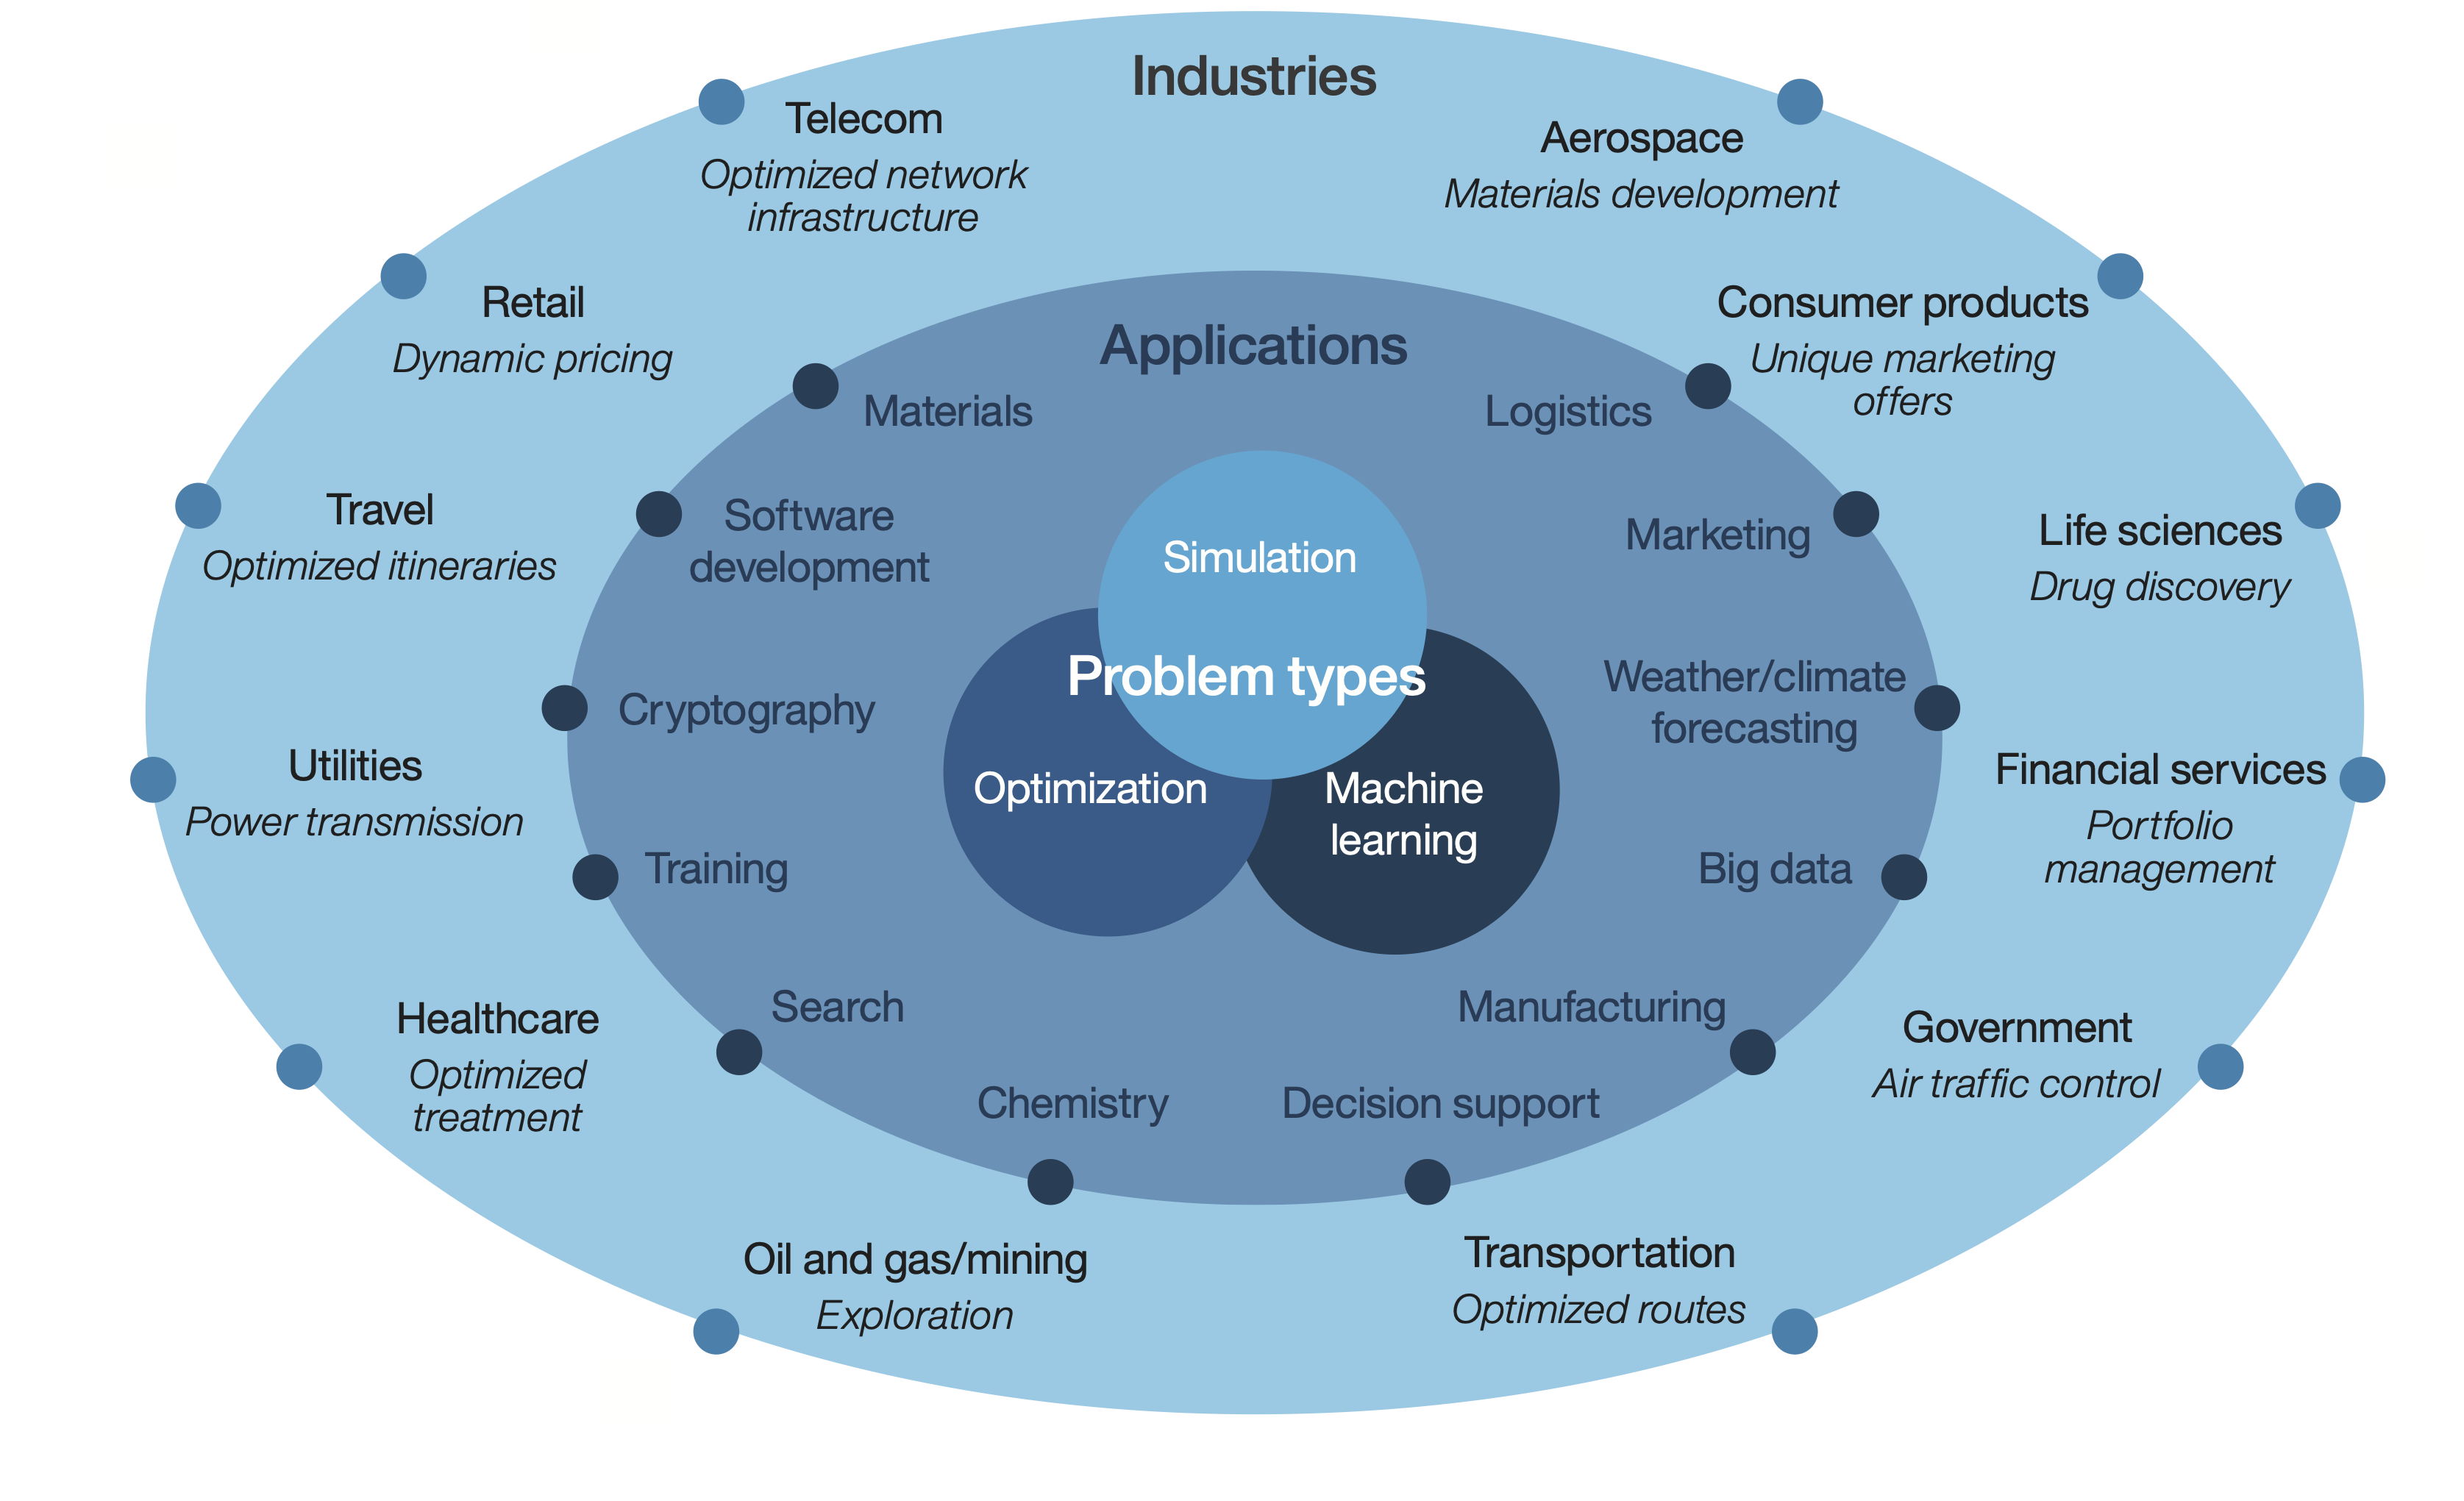 Industries
Telecom
Optimized network
infrastructure
Aerospace
Materials development
Retail
Dynamic pricing
Consumer products
Unique marketing
offers
Travel
Optimized itineraries
Life sciences
Drug discovery
Utilities
Power transmission
Financial services
Portfolio
management
Healthcare
Optimized
treatment
Government
Air traffic control
Oil and gas/mining
Exploration
Transportation
Optimized routes
Applications
Materials
Logistics
Software
development
Marketing
Cryptography
Weather/climate
forecasting
Training
Big data
Search
Manufacturing
Chemistry
Decision support
Simulation
Problem types
Optimization
Machine
learning